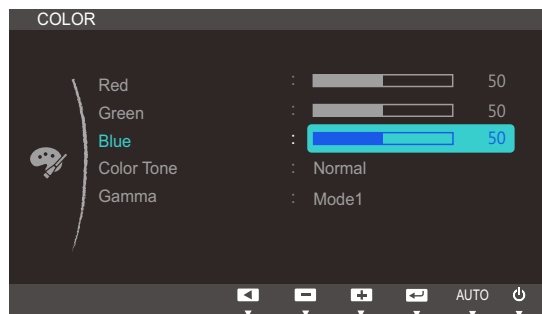 COLOR
Red : 50
Green : 50
Blue : 50
Color Tone : Normal
Gamma : Mode1
AUTO